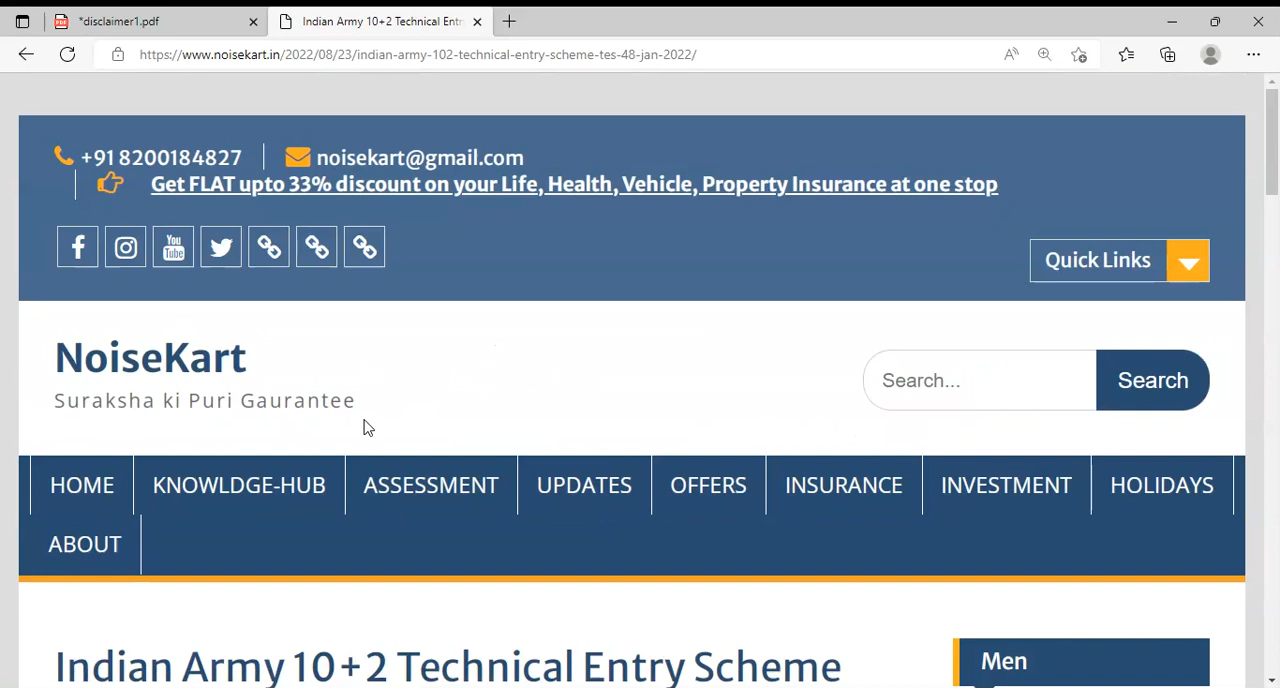 *disclaimer1.pdf
Indian Army 10+2 Technical Entr
https://www.noisekart.in/2022/08/23/indian-army-102-technical-entry-scheme-tes-48-jan-2022/
+91 8200184827
noisekart@gmail.com
Get FLAT upto 33% discount on your Life, Health, Vehicle, Property Insurance at one stop
You
Tube
Quick Links
NoiseKart
Suraksha ki Puri Gaurantee
Search...
Search
HOME
KNOWLDGE-HUB
ASSESSMENT
UPDATES
OFFERS
INSURANCE
INVESTMENT
HOLIDAYS
ABOUT
Indian Army 10+2 Technical Entry Scheme
Men